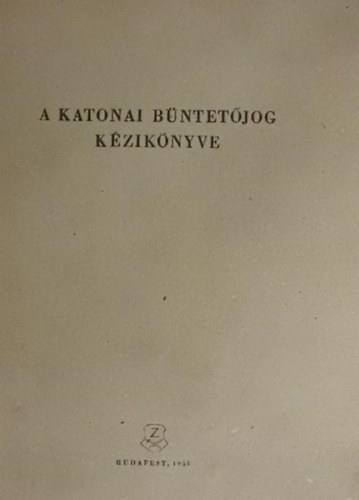 A KATONAI BÜNTETŐJOG
KÉZIKÖNYVE
Z
BUDAPEST,